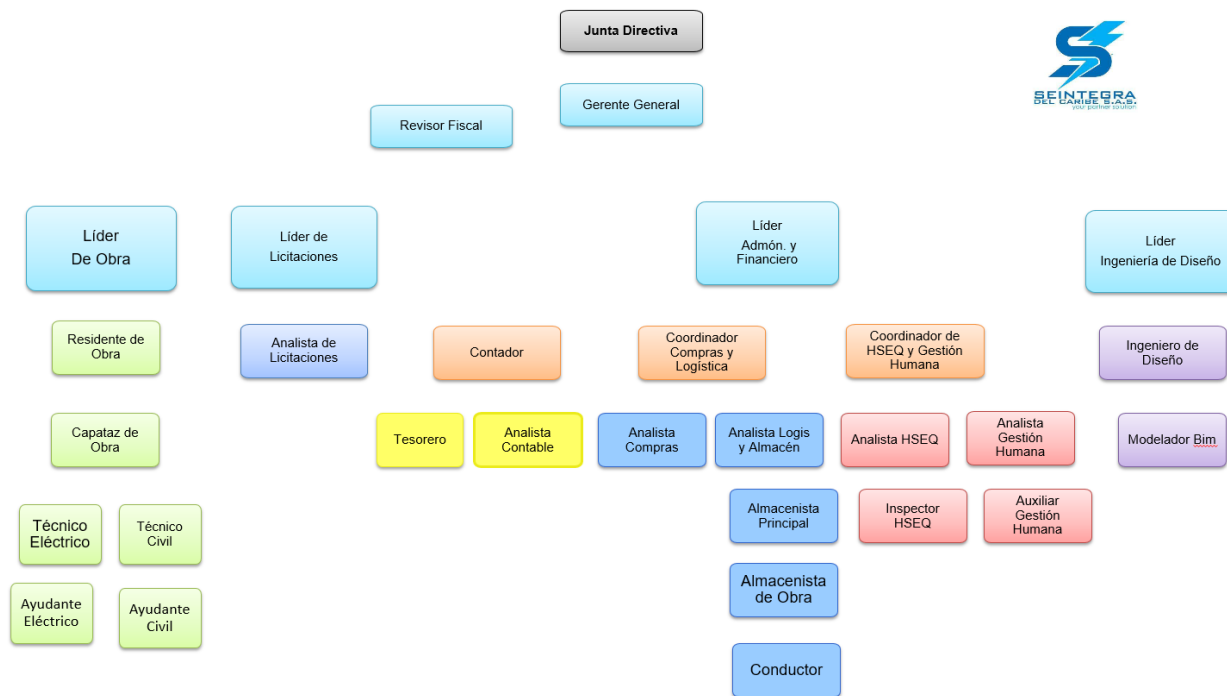 Junta Directiva
SEINTEGRA
DEL CARIBE S.A.S.
your partner solution
Gerente General
Revisor Fiscal
Líder
De Obra
Líder de
Licitaciones
Líder
Admón. y
Financiero
Líder
Ingeniería de Diseño
Residente de
Obra
Analista de
Licitaciones
Contador
Coordinador
Compras y
Logística
Coordinador de
HSEQ y Gestión
Humana
Ingeniero de
Diseño
Capataz de
Obra
Tesorero
Analista
Contable
Analista
Compras
Analista Logis
y Almacén
Analista HSEQ
Analista
Gestión
Humana
Modelador Bim
Técnico
Eléctrico
Técnico
Civil
Almacenista
Principal
Inspector
HSEQ
Auxiliar
Gestión
Humana
Ayudante
Eléctrico
Ayudante
Civil
Almacenista
de Obra
Conductor